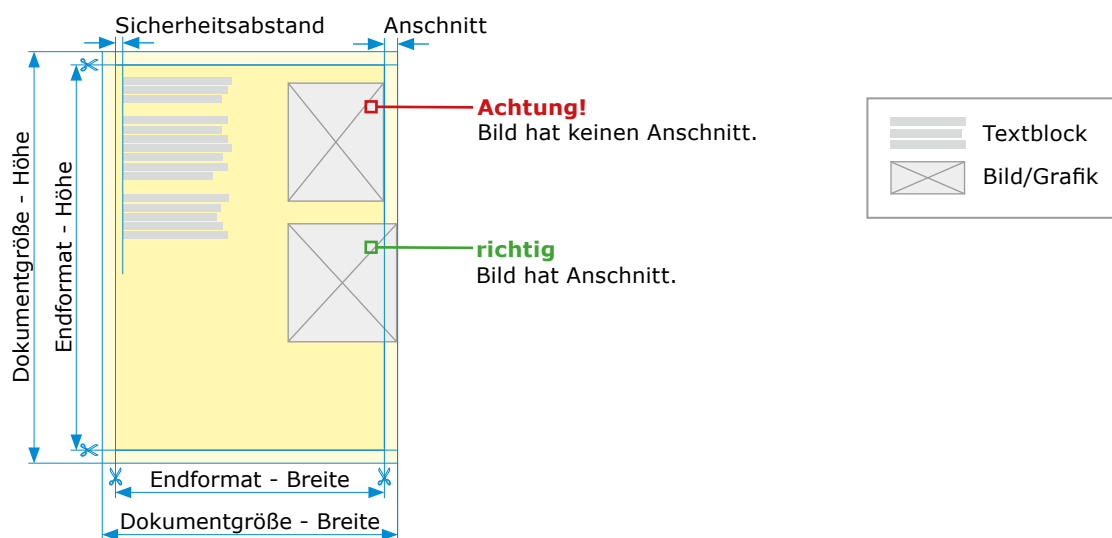 Sicherheitsabstand
Anschnitt
Achtung!
Bild hat keinen Anschnitt.
Textblock
Bild/Grafik
Dokumentgröße - Höhe
Endformat - Höhe
richtig
Bild hat Anschnitt.
Endformat - Breite
Dokumentgröße - Breite